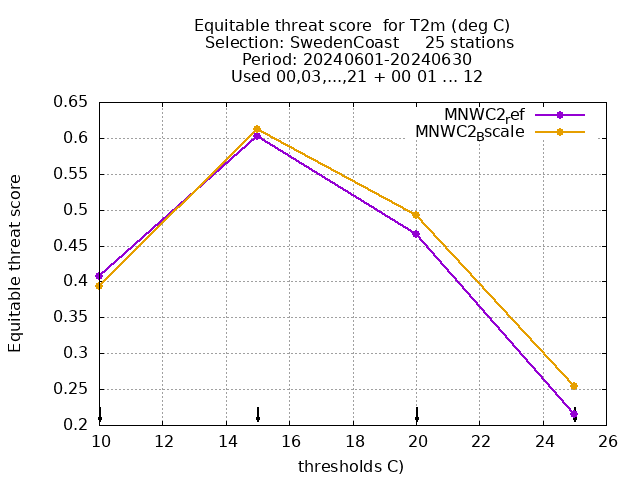 Equitable threat score  for T2m (deg C)
Selection: SwedenCoast     25 stations
Period: 20240601-20240630
Used 00,03,...,21 + 00 01 ... 12
MNWC2_ref
MNWC2_Bscale
Equitable threat score
0.65
0.6
0.55
0.5
0.45
0.4
0.35
0.3
0.25
0.2
10 12 14 16 18 20 22 24 26
thresholds C)